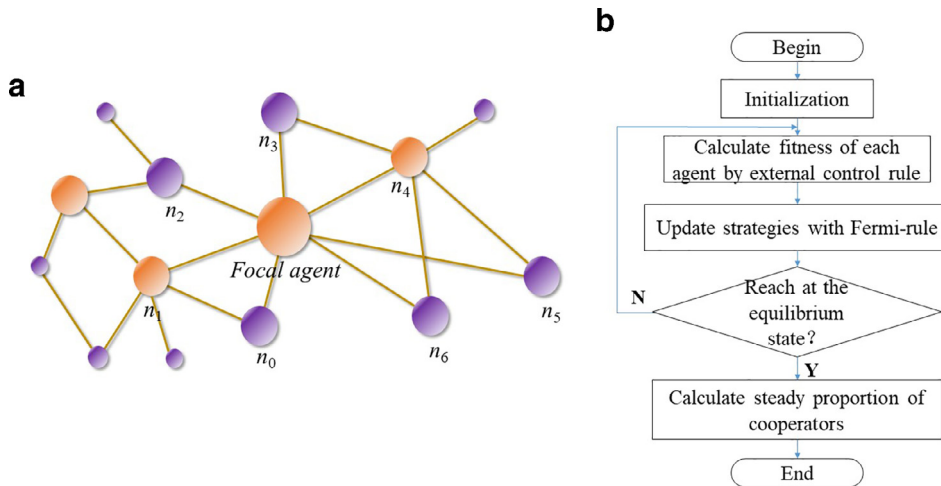 a
n3
n4
n2
Focal agent
n1
n0
n6
n5
b
Begin
Initialization
Calculate fitness of each
agent by external control rule
Update strategies with Fermi-rule
Reach at the
N
equilibrium
state?
Y
Calculate steady proportion of
cooperators
End